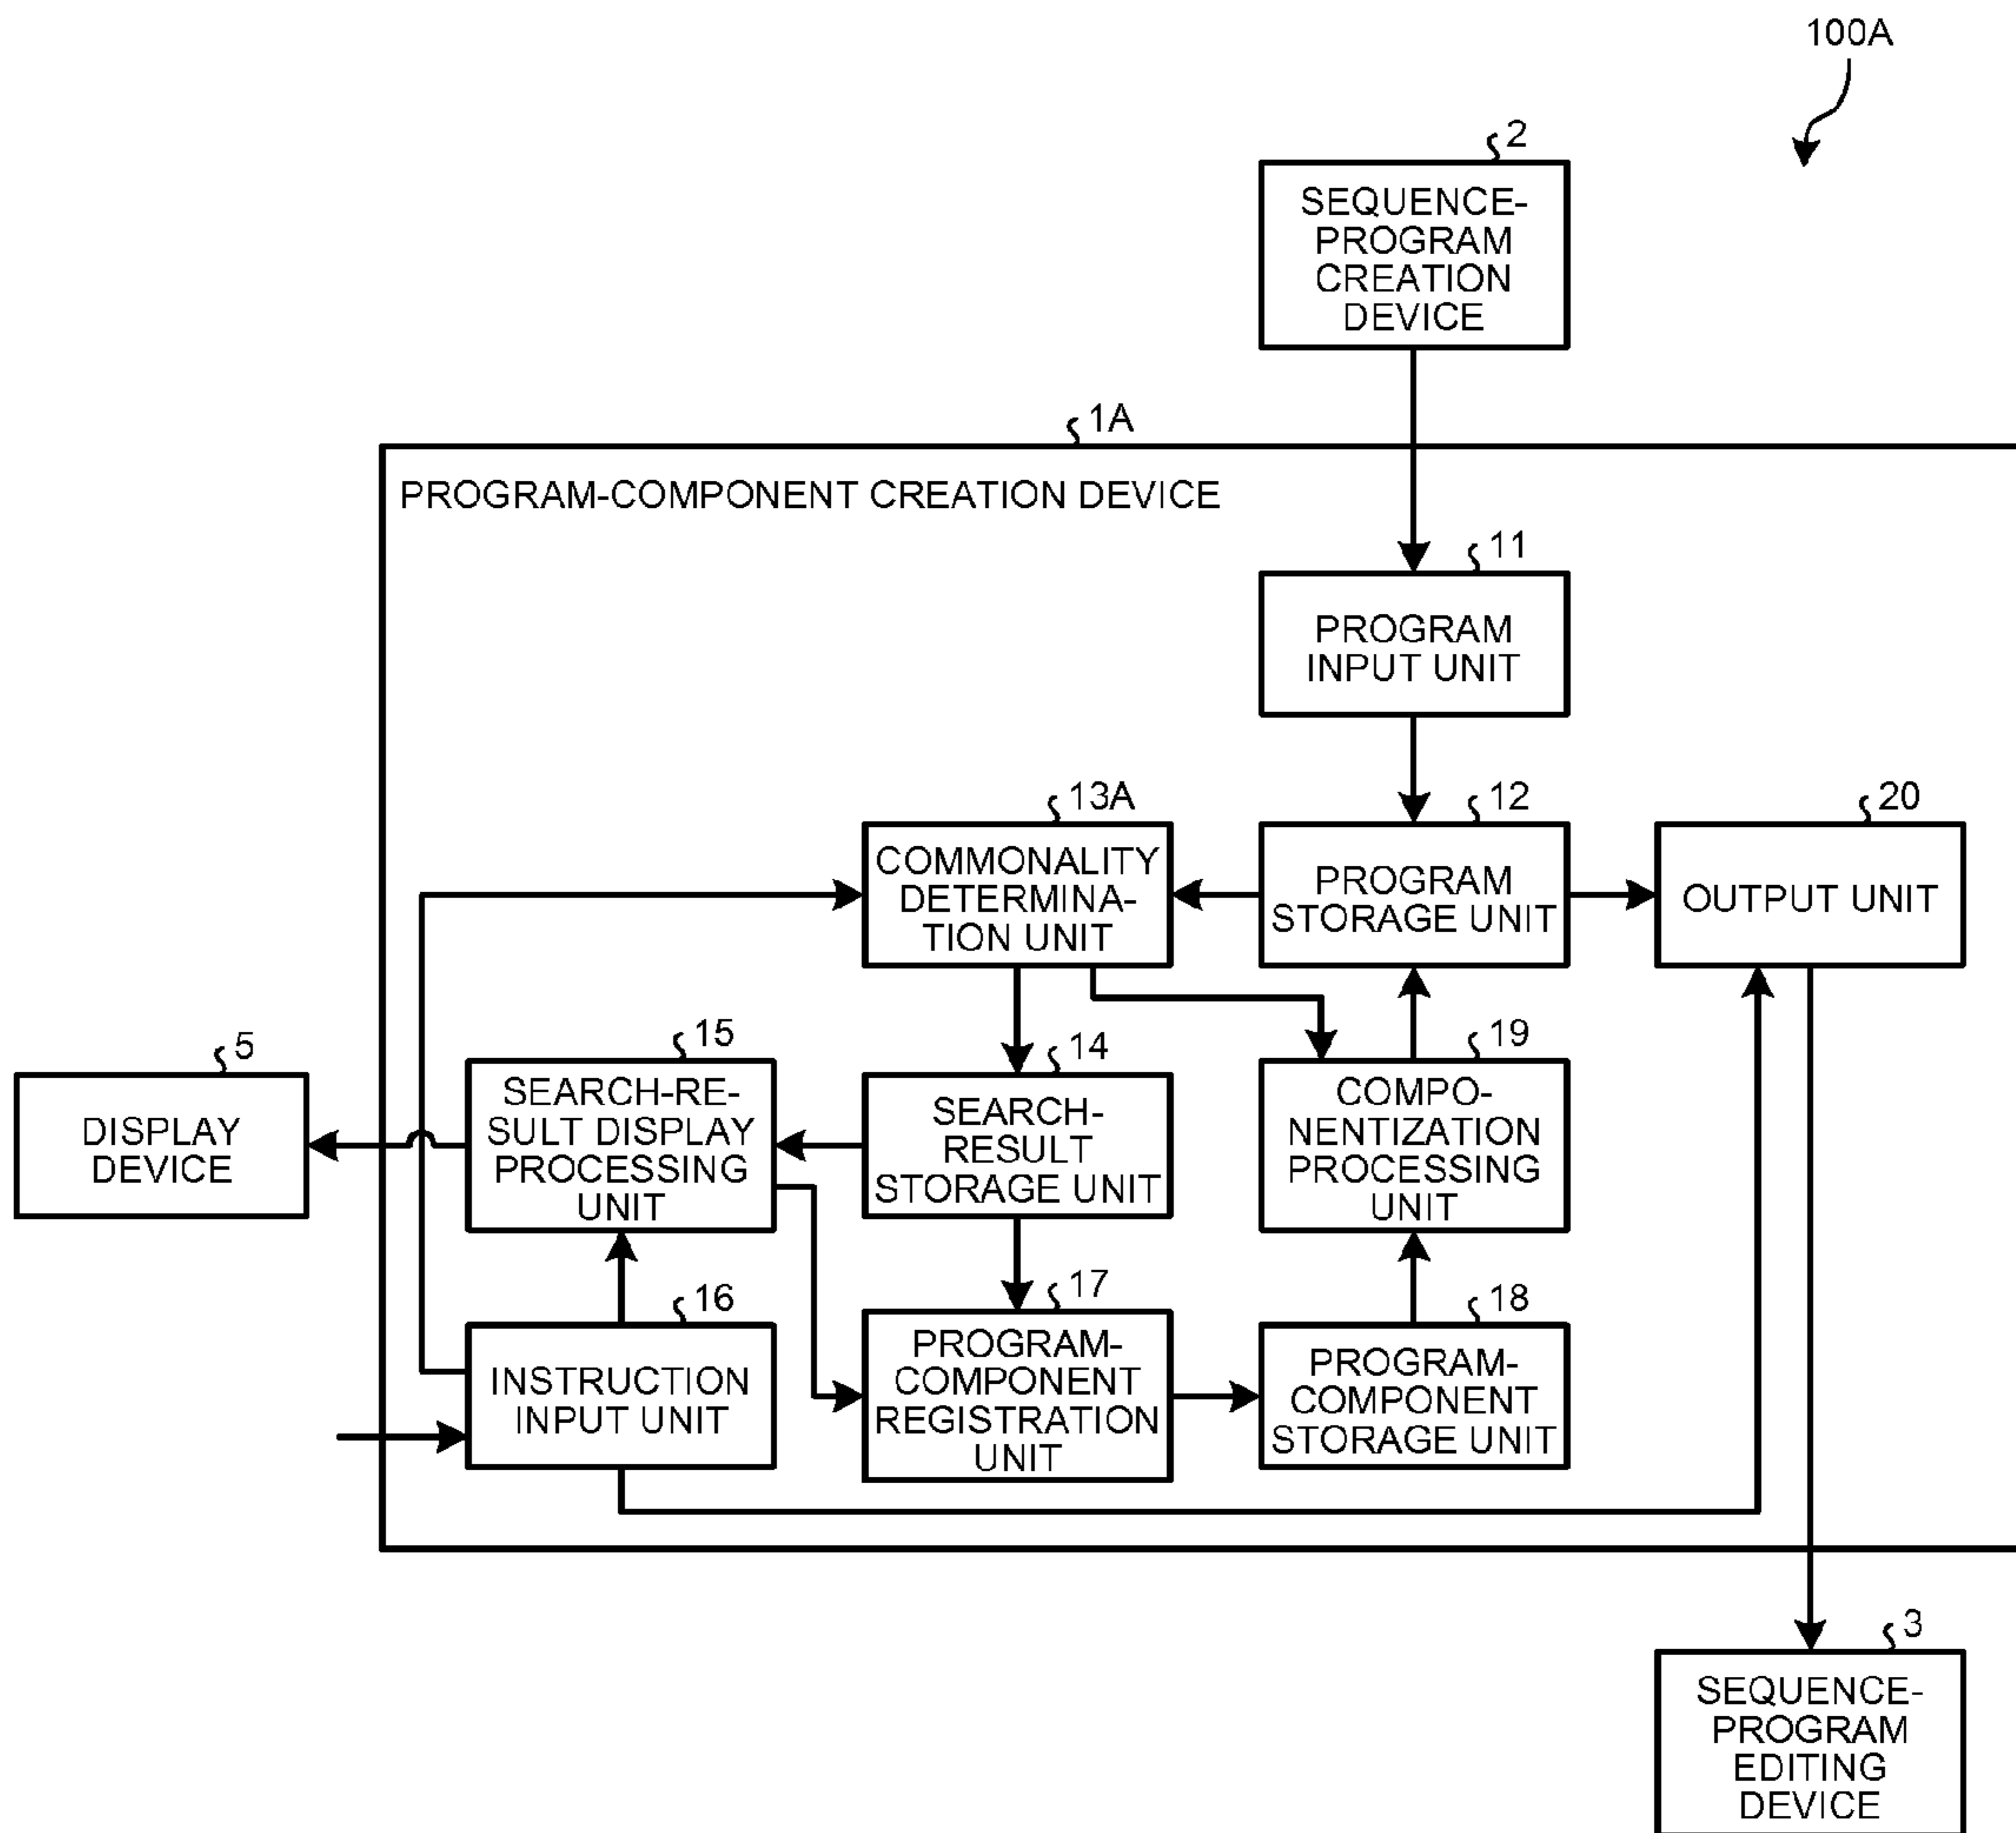 100A
2
SEQUENCE-
PROGRAM
CREATION
DEVICE
1A
PROGRAM-COMPONENT CREATION DEVICE
11
PROGRAM
INPUT UNIT
13A
COMMONALITY
DETERMINA-
TION UNIT
12
PROGRAM
STORAGE UNIT
20
OUTPUT UNIT
5
DISPLAY
DEVICE
15
SEARCH-RE-
SULT DISPLAY
PROCESSING
UNIT
14
SEARCH-
RESULT
STORAGE UNIT
19
COMPO-
NENTIZATION
PROCESSING
UNIT
16
INSTRUCTION
INPUT UNIT
17
PROGRAM-
COMPONENT
REGISTRATION
UNIT
18
PROGRAM-
COMPONENT
STORAGE UNIT
3
SEQUENCE-
PROGRAM
EDITING
DEVICE